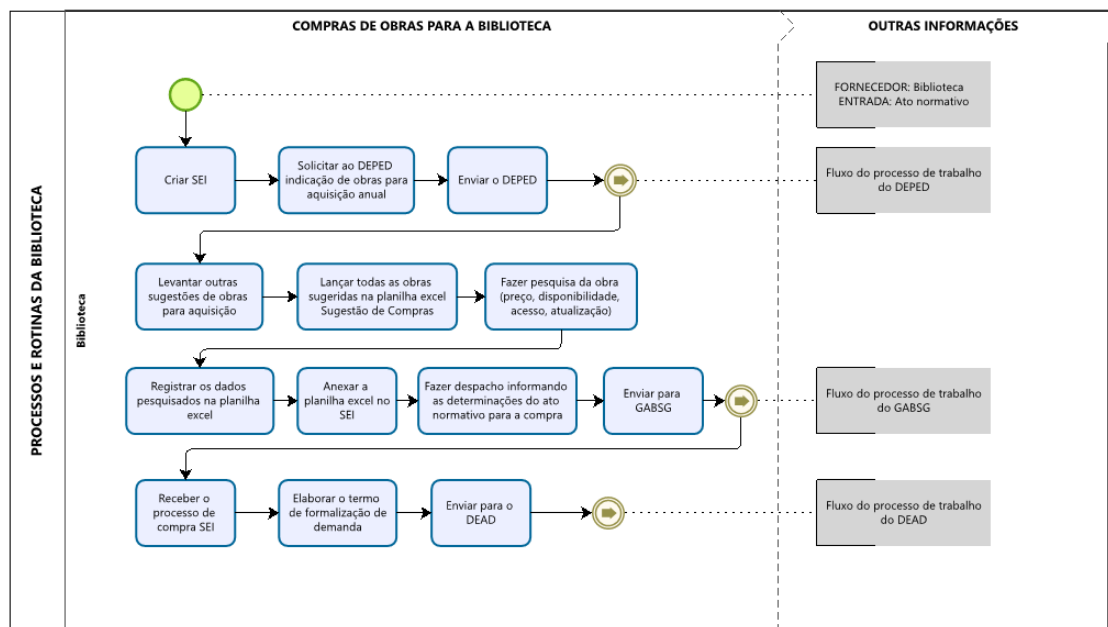 COMPRAS DE OBRAS PARA A BIBLIOTECA
OUTRAS INFORMAÇÕES
PROCESSOS E ROTINAS DA BIBLIOTECA
Biblioteca
FORNECEDOR: Biblioteca
ENTRADA: Ato normativo
Criar SEI
Solicitar ao DEPED
indicação de obras para
aquisição anual
Enviar o DEPED
Fluxo do processo de trabalho
do DEPED
Levantar outras
sugestões de obras
para aquisição
Lançar todas as obras
sugeridas na planilha excel
Sugestão de Compras
Fazer pesquisa da obra
(preço, disponibilidade,
acesso, atualização)
Registrar os dados
pesquisados na planilha
excel
Anexar a
planilha excel no
SEI
Fazer despacho informando
as determinações do ato
normativo para a compra
Enviar para
GABSG
Fluxo do processo de trabalho
do GABSG
Receber o
processo de
compra SEI
Elaborar o termo
de formalização de
demanda
Enviar para o
DEAD
Fluxo do processo de trabalho
do DEAD